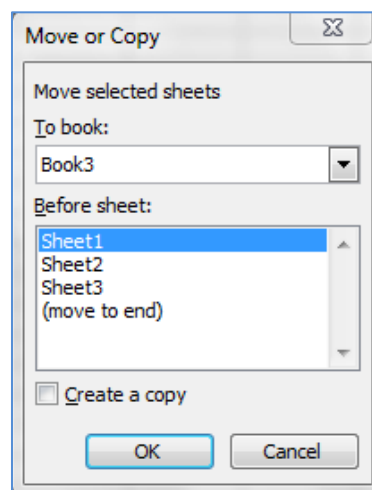 Move or Copy
Move selected sheets
To book:
Book3
Before sheet:
Sheet1
Sheet2
Sheet3
(move to end)
Create a copy
OK Cancel